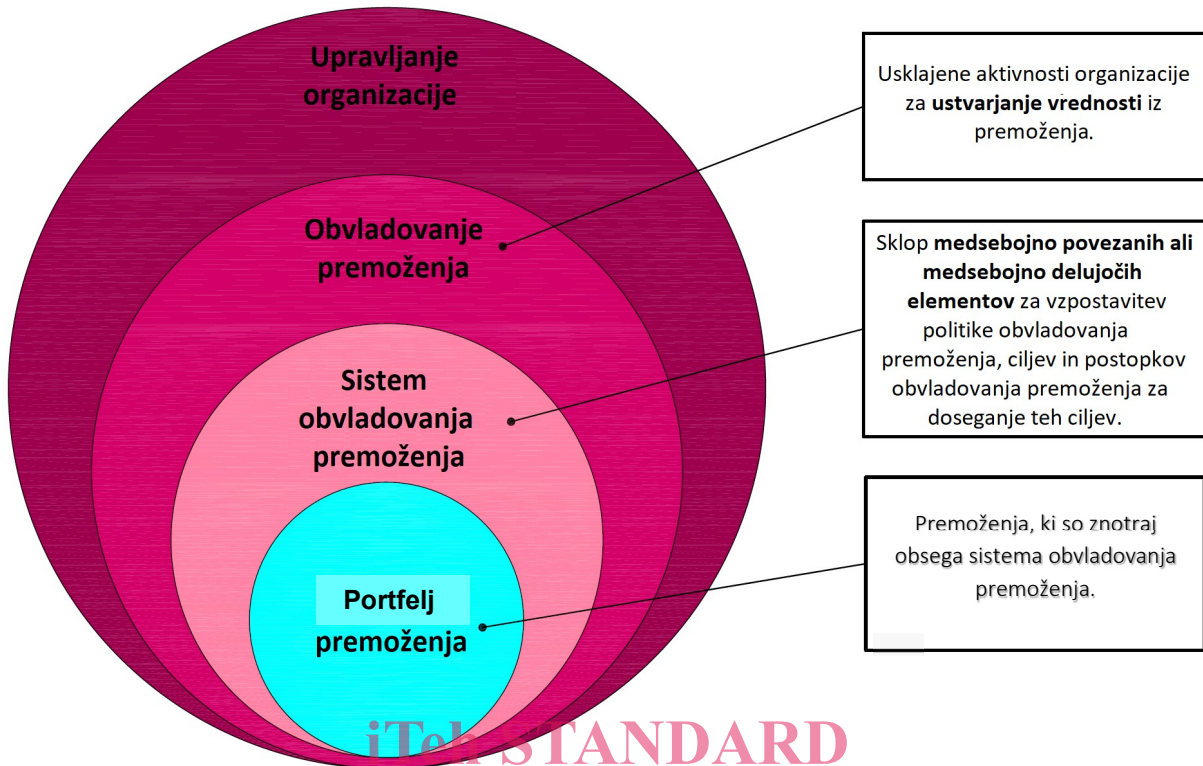 Upravljanje
organizacije
Obvladovanje
premoženja
Sistem
obvladovanja
premoženja
Portfelj
premoženja
Usklajene aktivnosti organizacije
za ustvarjanje vrednosti iz
premoženja.
Sklop medsebojno povezanih ali
medsebojno delujočih
elementov za vzpostavitev
politike obvladovanja
premoženja, ciljev in postopkov
obvladovanja premoženja za
doseganje teh ciljev.
Premoženja, ki so znotraj
obsega sistema obvladovanja
premoženja.
iTeh STANDARD